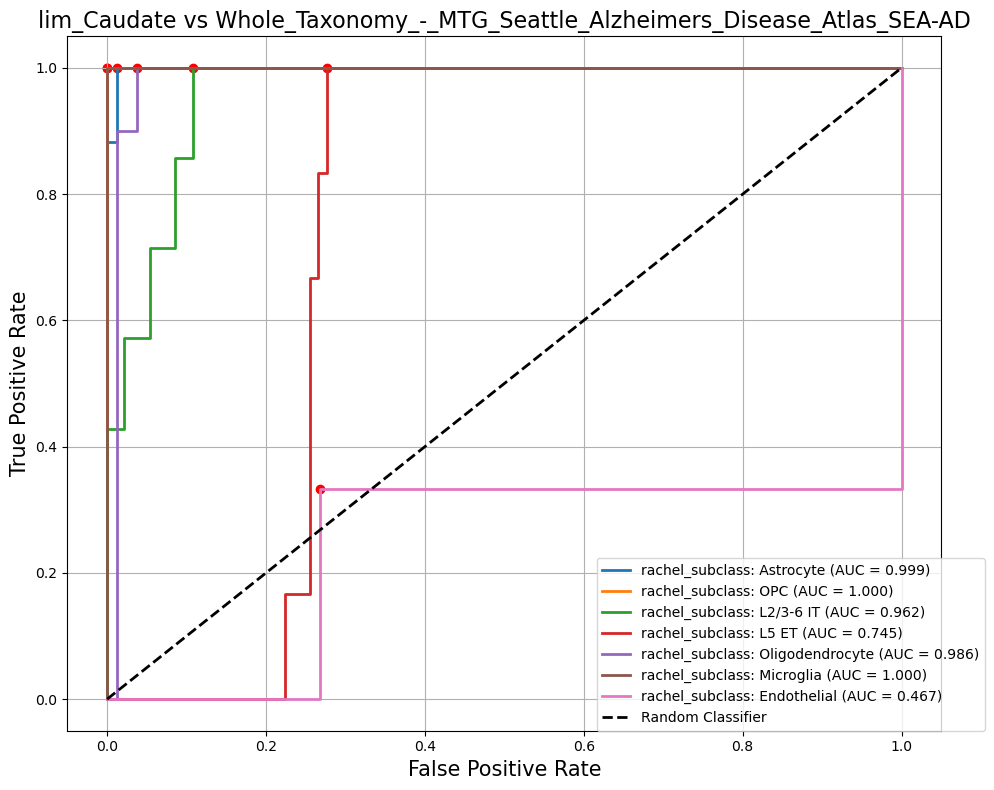 lim_Caudate vs Whole_Taxonomy_-_MTG_Seattle_Alzheimers_Disease_Atlas_SEA-AD
1.0
0.8
0.6
0.4
0.2
0.0
True Positive Rate
rachel_subclass: Astrocyte (AUC = 0.999)
rachel_subclass: OPC (AUC = 1.000)
rachel_subclass: L2/3-6 IT (AUC = 0.962)
rachel_subclass: L5 ET (AUC = 0.745)
rachel_subclass: Oligodendrocyte (AUC = 0.986)
rachel_subclass: Microglia (AUC = 1.000)
rachel_subclass: Endothelial (AUC = 0.467)
Random Classifier
0.0 0.2 0.4 0.6 0.8 1.0
False Positive Rate